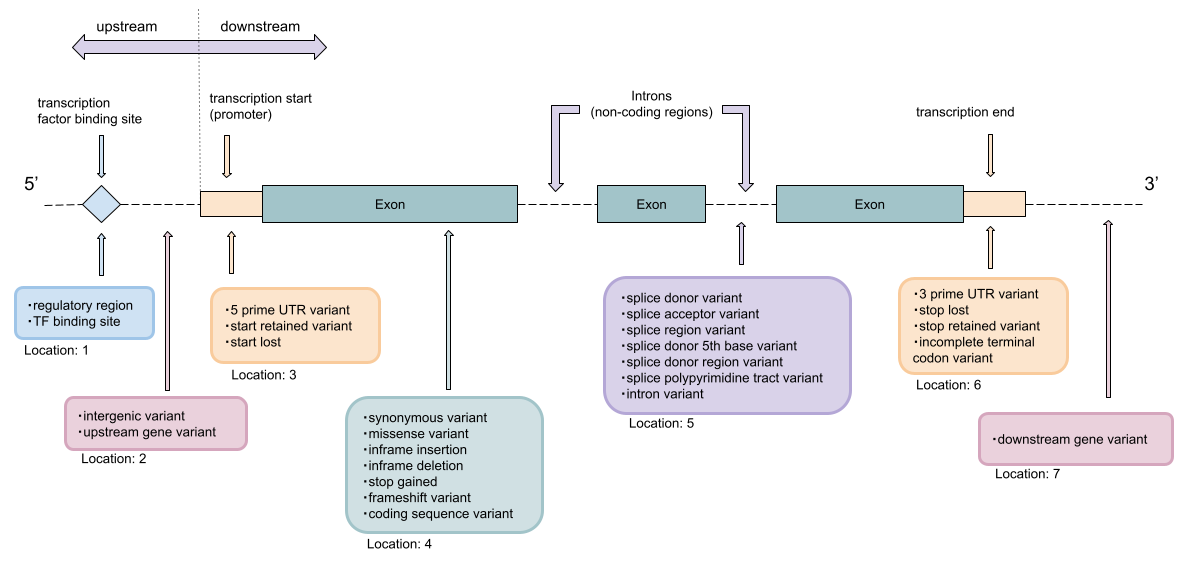 upstream
downstream
transcription
factor binding site
transcription start
(promoter)
Introns
(non-coding regions)
transcription end
5’
3’
Exon
Exon
Exon
・regulatory region
・TF binding site
Location: 1
・5 prime UTR variant
・start retained variant
・start lost
Location: 3
・splice donor variant
・splice acceptor variant
・splice region variant
・splice donor 5th base variant
・splice donor region variant
・splice polypyrimidine tract variant
・intron variant
Location: 5
・3 prime UTR variant
・stop lost
・stop retained variant
・incomplete terminal
codon variant
Location: 6
・intergenic variant
・upstream gene variant
Location: 2
・synonymous variant
・missense variant
・inframe insertion
・inframe deletion
・stop gained
・frameshift variant
・coding sequence variant
Location: 4
・downstream gene variant
Location: 7